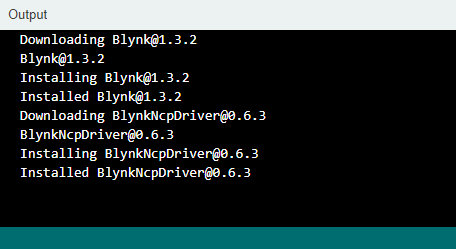 Output
Downloading Blynk@1.3.2
Blynk@1.3.2
Installing Blynk@1.3.2
Installed Blynk@1.3.2
Downloading BlynkNcpDriver@0.6.3
BlynkNcpDriver@0.6.3
Installing BlynkNcpDriver@0.6.3
Installed BlynkNcpDriver@0.6.3